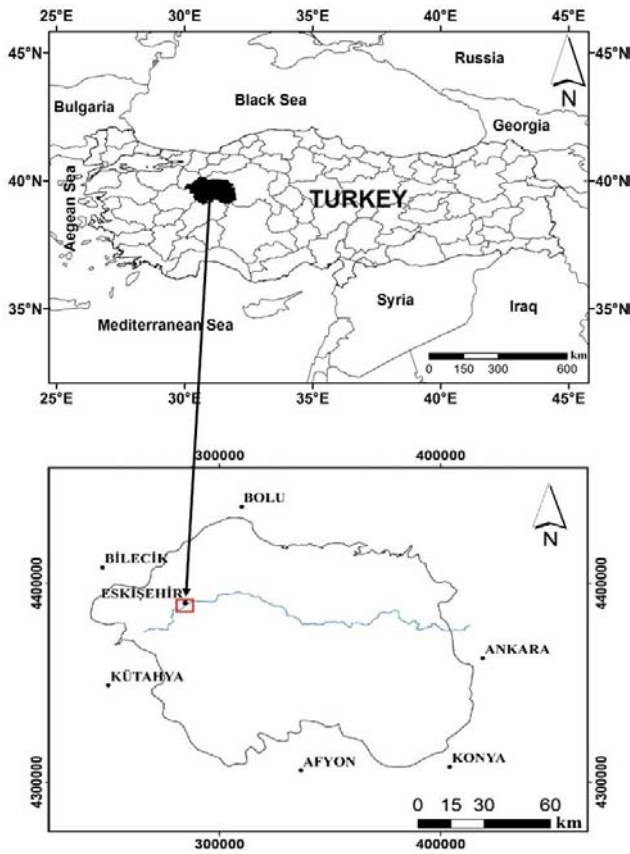 25°E 30°E 35°E 40°E 45°E
45°N 45°N
Russia
Bulgaria
Black Sea
N
Georgia
40°N 40°N
TURKEY
Aegean Sea
35°N 35°N
Syria
Iraq
Mediterranean Sea
km
0 150 300 600
25°E 30°E 35°E 40°E 45°E
300000 400000
BOLU
N
BİLECİK
4400000 4400000
ESKİŞEHİR
ANKARA
KÜTAHYA
AFYON
KONYA
4300000 4300000
0 15 30 60
km
300000 400000